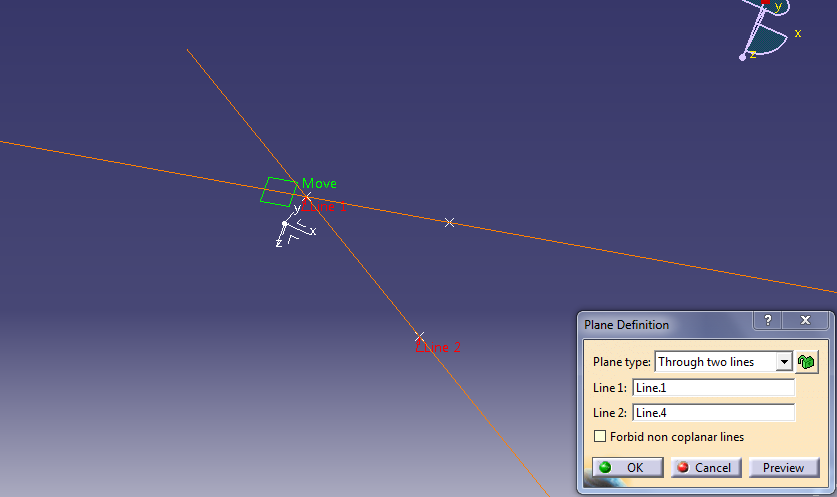 y
x
z
Move
y
x
z
Line 2
Plane Definition
?
X
Plane type: Through two lines
Line 1: Line.1
Line 2: Line.4
Forbid non coplanar lines
OK Cancel Preview